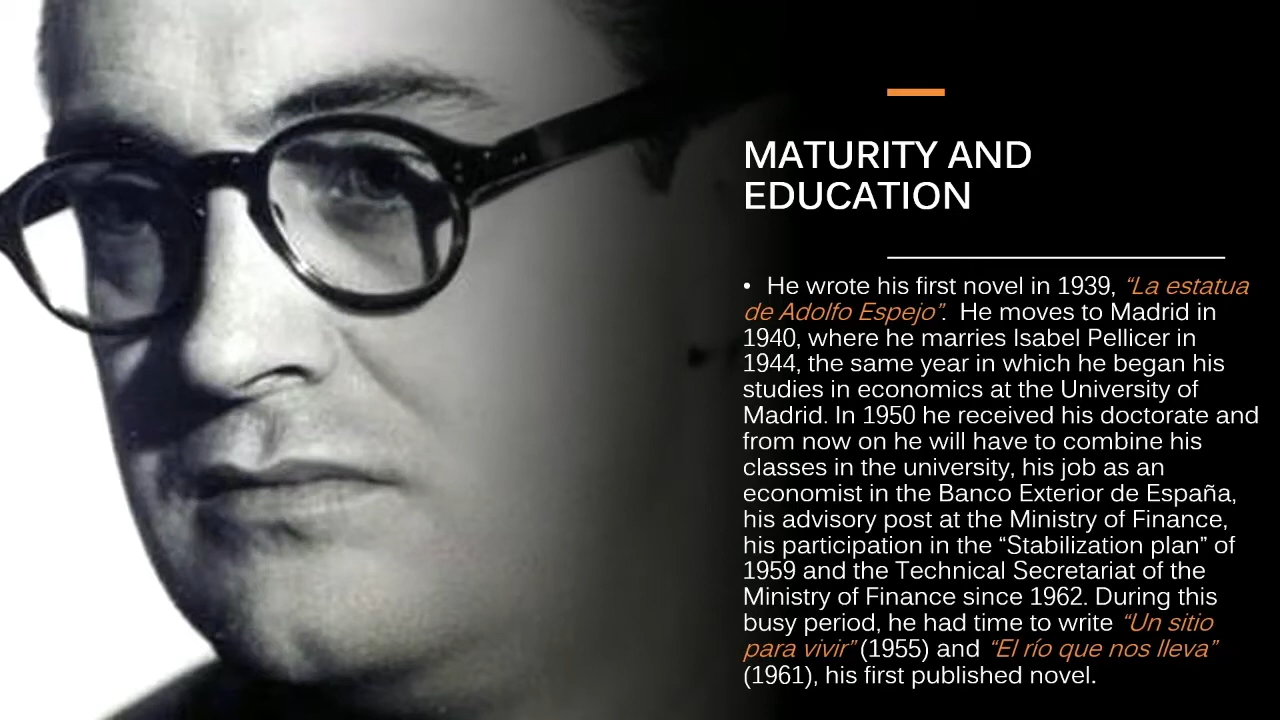 MATURITY AND
EDUCATION
• He wrote his first novel in 1939, “La estatua
de Adolfo Espejo”. He moves to Madrid in
1940, where he marries Isabel Pellicer in
1944, the same year in which he began his
studies in economics at the University of
Madrid. In 1950 he received his doctorate and
from now on he will have to combine his
classes in the university, his job as an
economist in the Banco Exterior de España,
his advisory post at the Ministry of Finance,
his participation in the “Stabilization plan” of
1959 and the Technical Secretariat of the
Ministry of Finance since 1962. During this
busy period, he had time to write “Un sitio
para vivir” (1955) and “El río que nos lleva”
(1961), his first published novel.